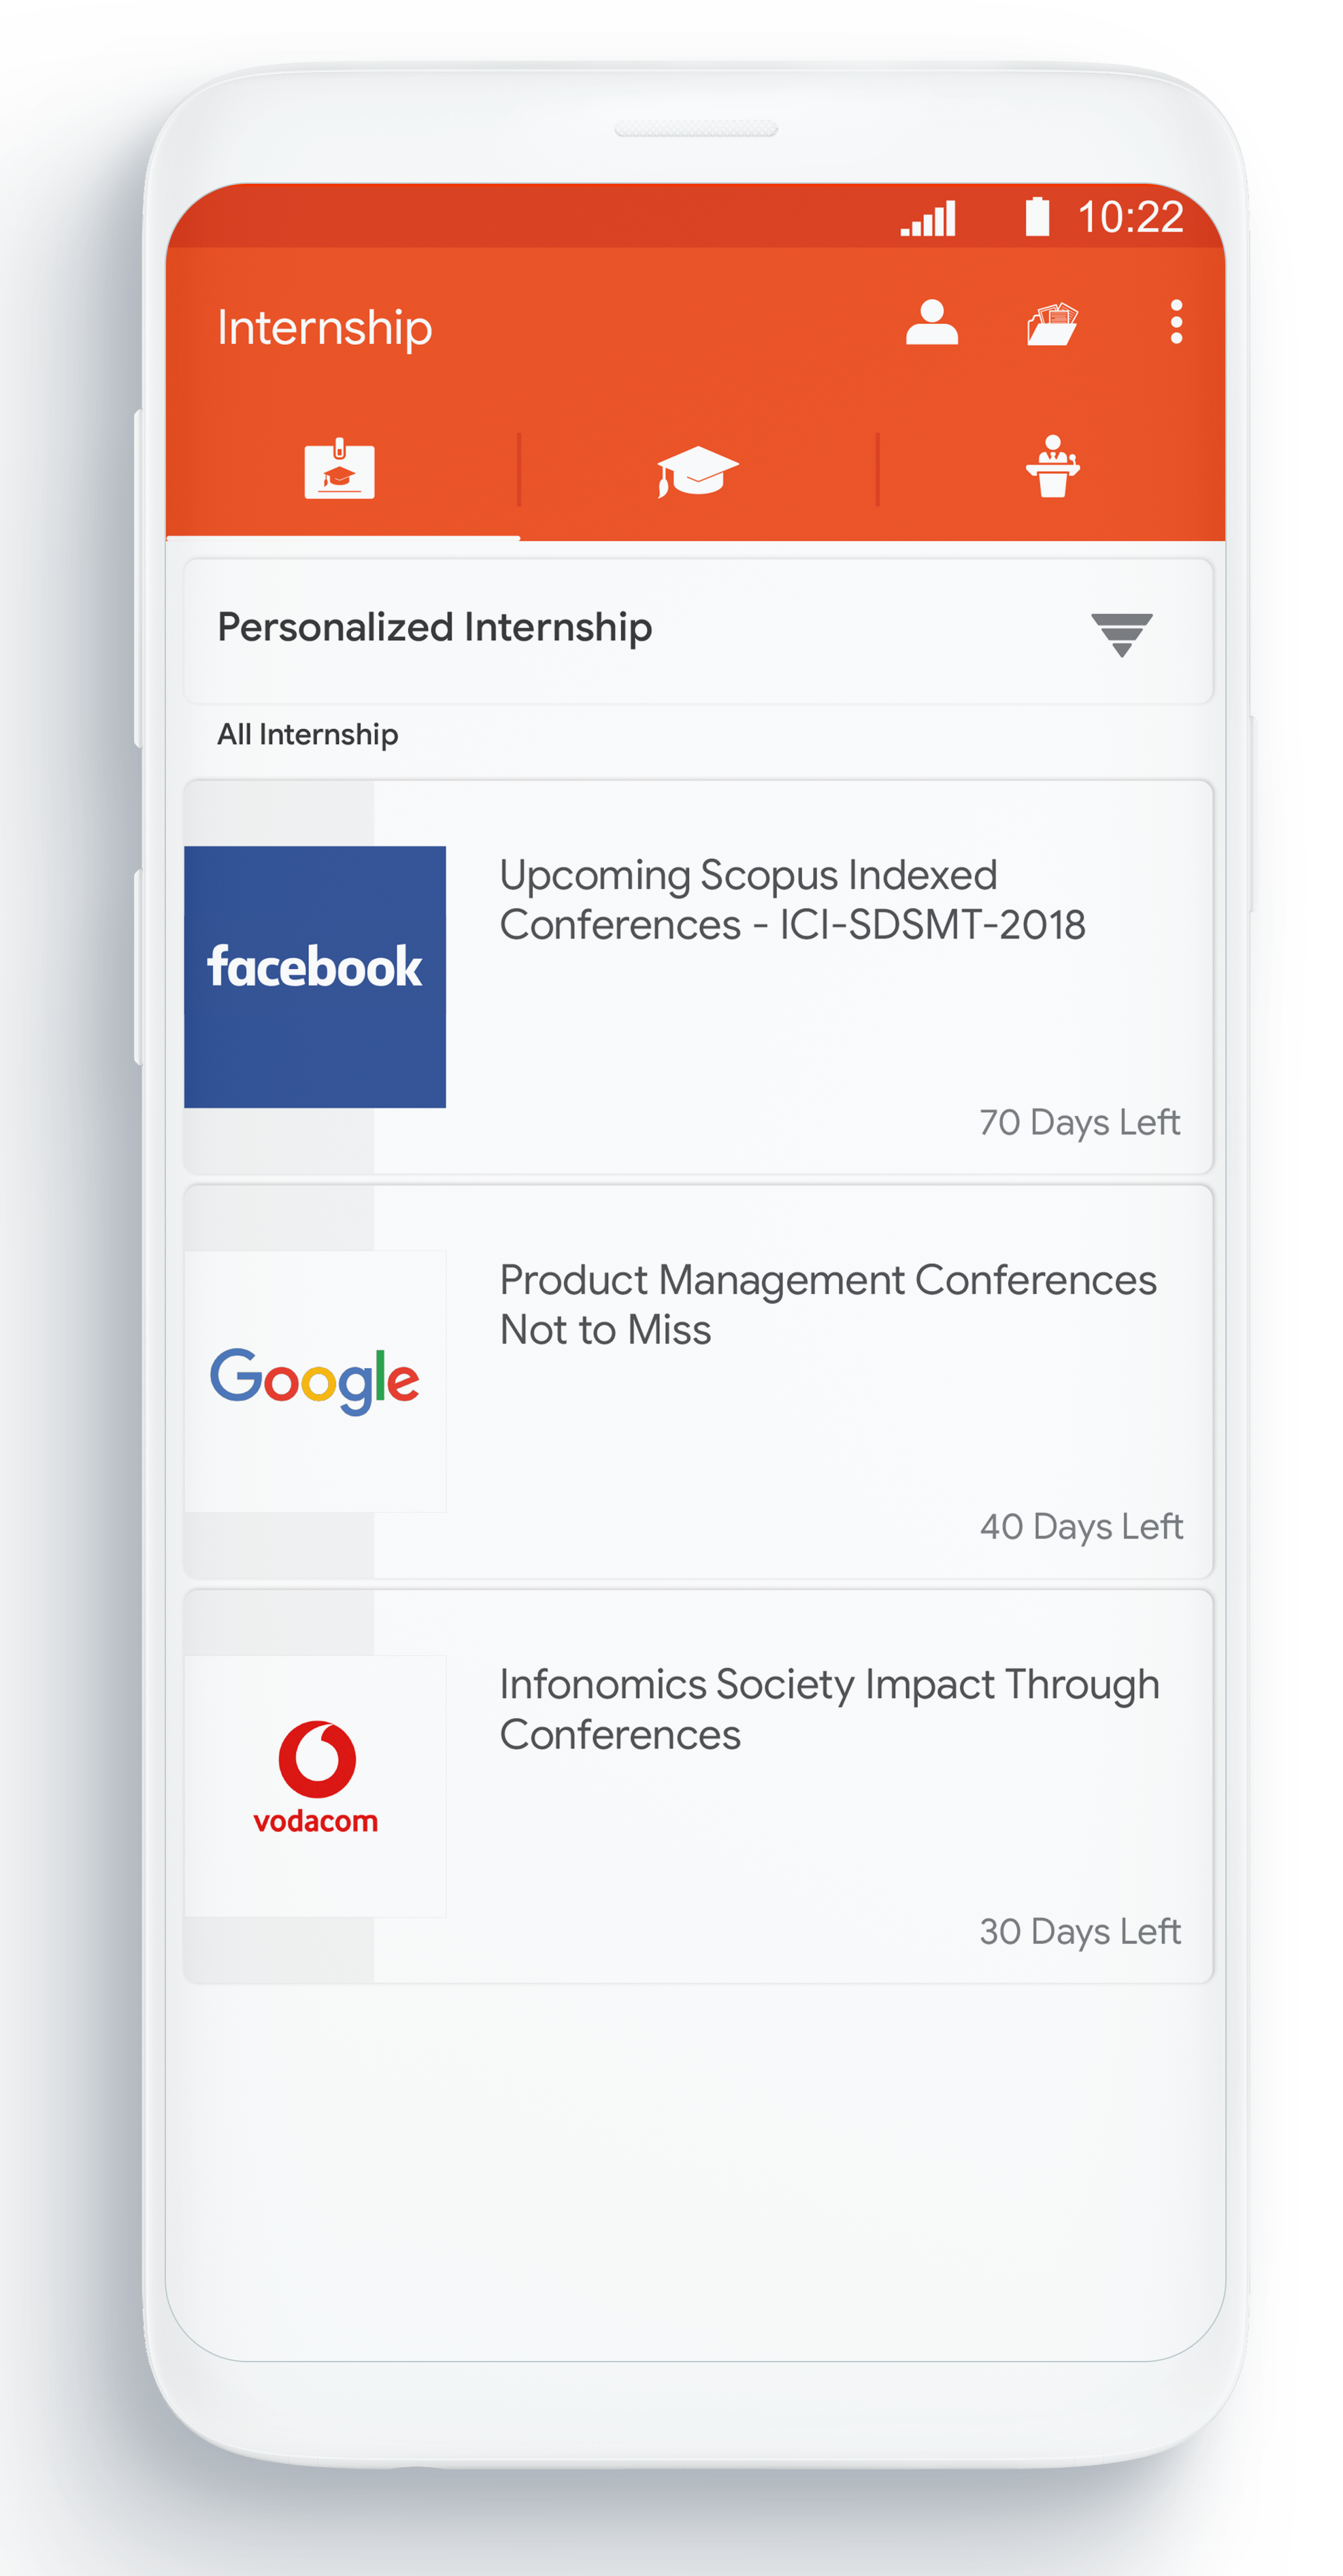 10:22
Internship
Personalized Internship
All Internship
facebook
Upcoming Scopus Indexed
Conferences - ICI-SDSMT-2018
70 Days Left
Google
Product Management Conferences
Not to Miss
40 Days Left
vodacom
Infonomics Society Impact Through
Conferences
30 Days Left